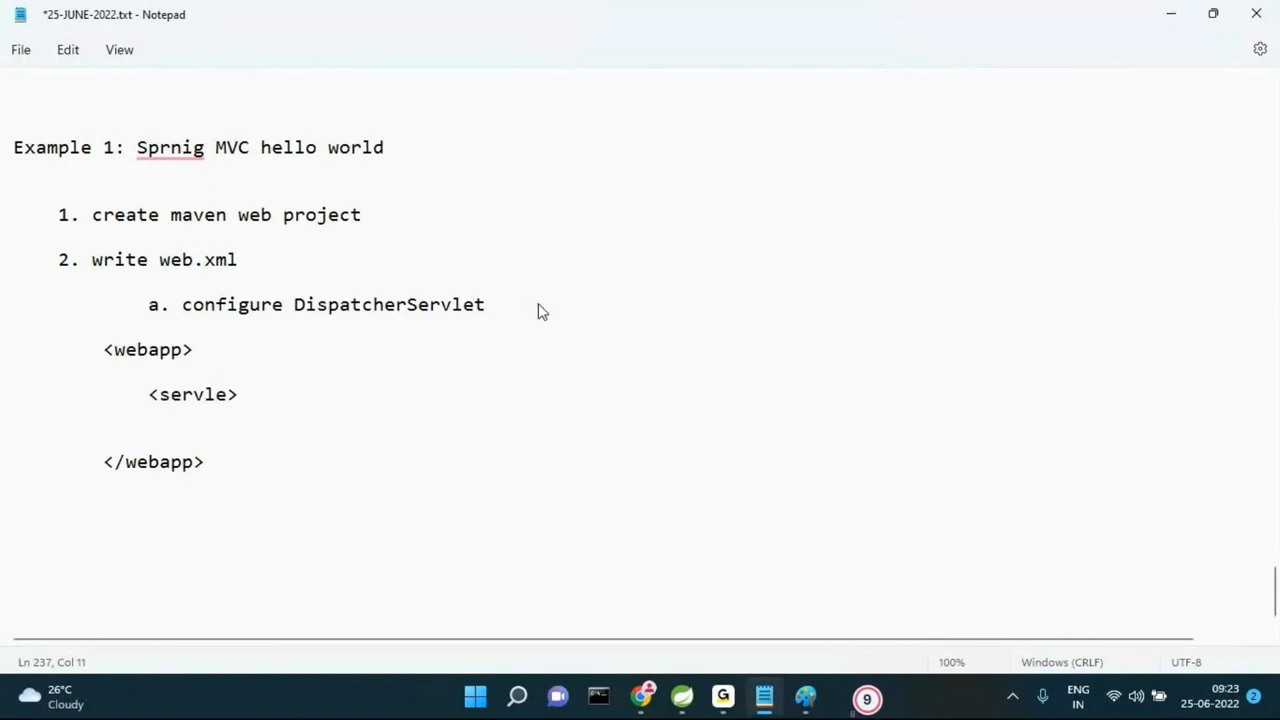 *25-JUNE-2022.txt - Notepad
File Edit View
Example 1: Sprnig MVC hello world
1. create maven web project
2. write web.xml
a. configure DispatcherServlet
<webapp>
<servle>
</webapp>
Ln 237, Col 11 100% Windows (CRLF) UTF-8
26°C
Cloudy
G
9
ENG
IN
09:23
25-06-2022
2